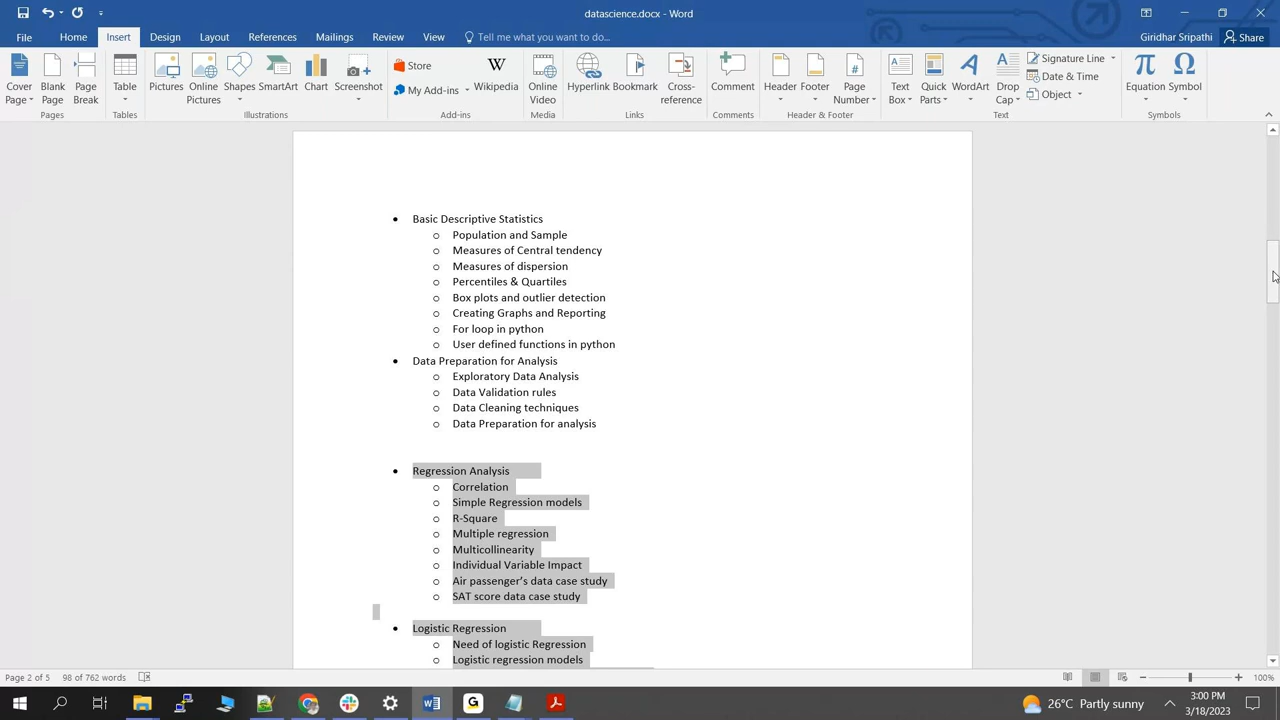 datascience.docx - Word
File Home Insert Design Layout References Mailings Review View Tell me what you want to do... Giridhar Sripathi Share
Cover Page
Blank Page
Page Break
Pages
Table
Tables
Pictures
Online Pictures
Shapes
SmartArt
Chart
Screenshot
Illustrations
Store
My Add-ins
Wikipedia
Add-ins
Online Video
Media
Hyperlink
Bookmark
Cross-reference
Links
Comment
Comments
Header
Footer
Page Number
Header & Footer
Text Box
Quick Parts
WordArt
Drop Cap
Signature Line
Date & Time
Object
Text
Equation
Symbol
Symbols
• Basic Descriptive Statistics
o Population and Sample
o Measures of Central tendency
o Measures of dispersion
o Percentiles & Quartiles
o Box plots and outlier detection
o Creating Graphs and Reporting
o For loop in python
o User defined functions in python
• Data Preparation for Analysis
o Exploratory Data Analysis
o Data Validation rules
o Data Cleaning techniques
o Data Preparation for analysis
• Regression Analysis
o Correlation
o Simple Regression models
o R-Square
o Multiple regression
o Multicollinearity
o Individual Variable Impact
o Air passenger’s data case study
o SAT score data case study
• Logistic Regression
o Need of logistic Regression
o Logistic regression models
Page 2 of 5 98 of 762 words 100%
26°C Partly sunny
3:00 PM
3/18/2023